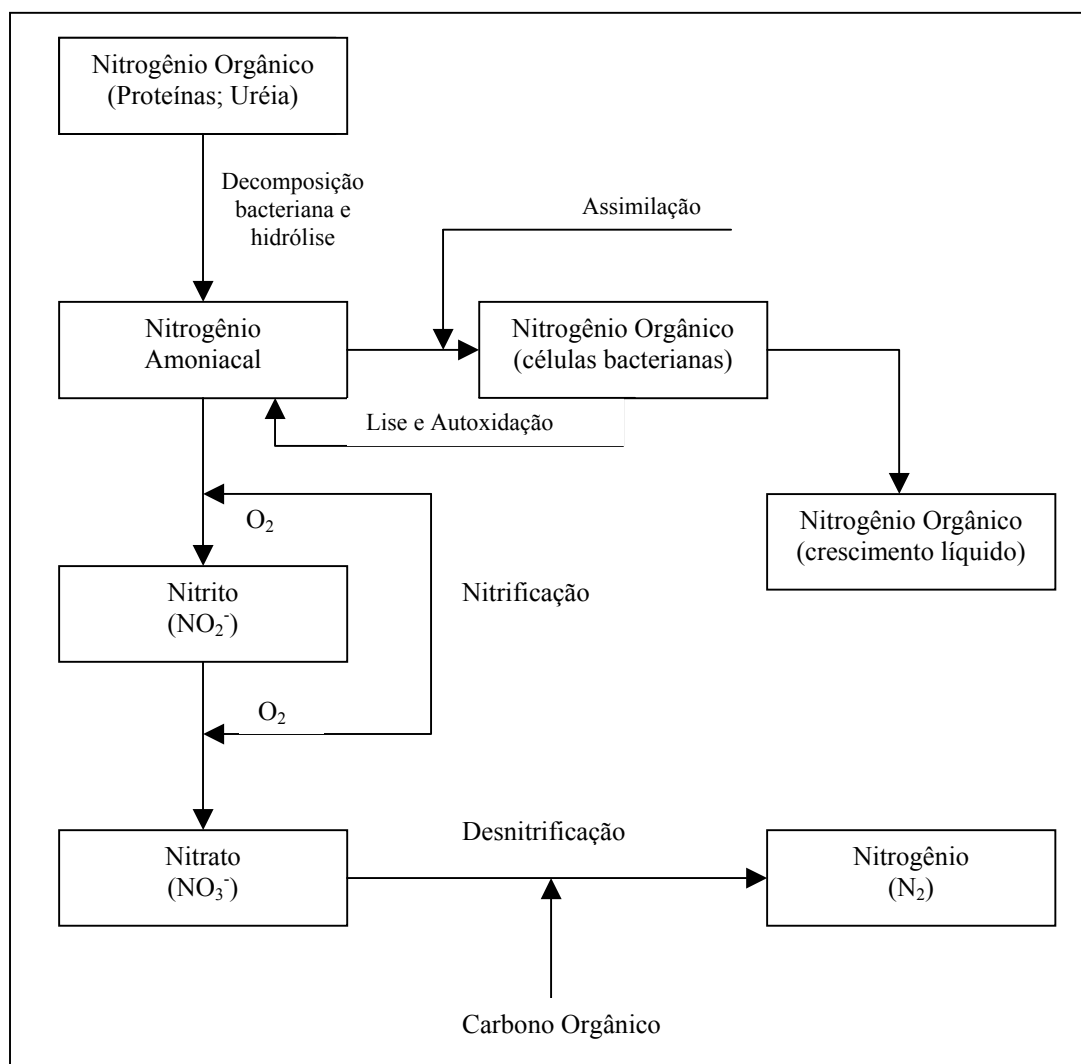 Nitrogênio Orgânico
(Proteínas; Uréia)
Decomposição
bacteriana e
hidrólise
Assimilação
Nitrogênio
Amoniacal
Nitrogênio Orgânico
(células bacterianas)
Lise e Autoxidação
O₂
Nitrogênio Orgânico
(crescimento líquido)
Nitrito
(NO₂⁻)
Nitrificação
O₂
Desnitrificação
Nitrato
(NO₃⁻)
Nitrogênio
(N₂)
Carbono Orgânico